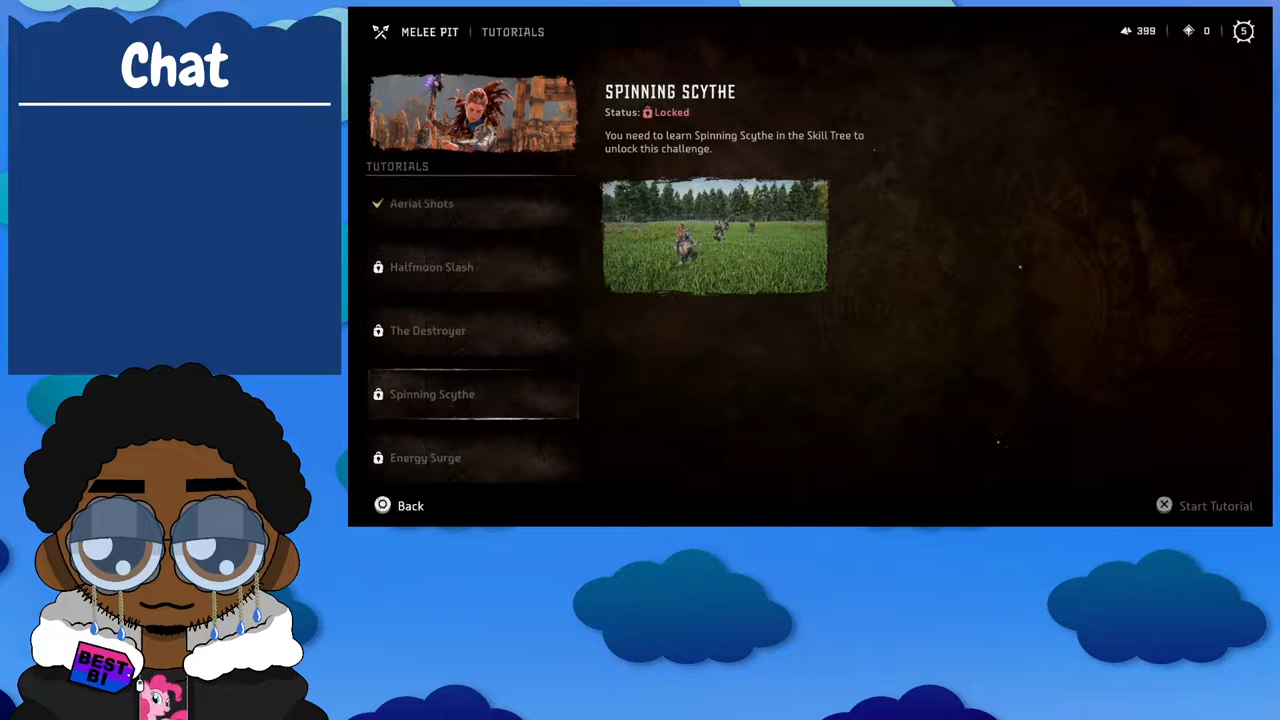 Chat
MELEE PIT | TUTORIALS
399 | 0
5
TUTORIALS
Aerial Shots
Halfmoon Slash
The Destroyer
Spinning Scythe
Energy Surge
SPINNING SCYTHE
Status: Locked
You need to learn Spinning Scythe in the Skill Tree to
unlock this challenge.
Back
Start Tutorial
BEST
BI